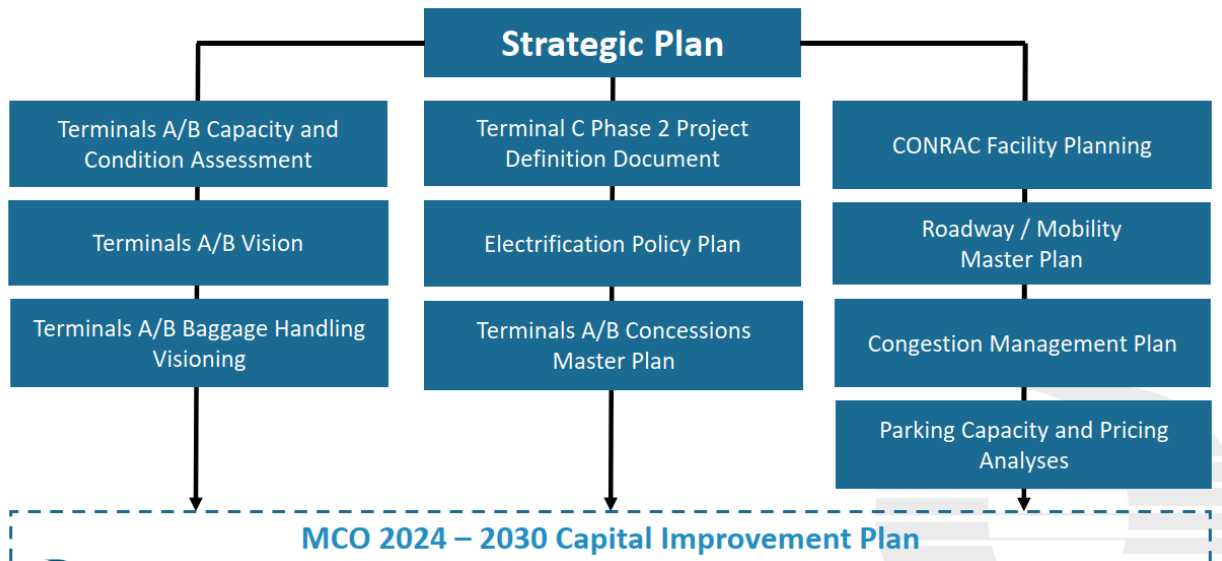 Strategic Plan
Terminals A/B Capacity and
Condition Assessment
Terminals A/B Vision
Terminals A/B Baggage Handling
Visioning
Terminal C Phase 2 Project
Definition Document
Electrification Policy Plan
Terminals A/B Concessions
Master Plan
CONRAC Facility Planning
Roadway / Mobility
Master Plan
Congestion Management Plan
Parking Capacity and Pricing
Analyses
MCO 2024 – 2030 Capital Improvement Plan